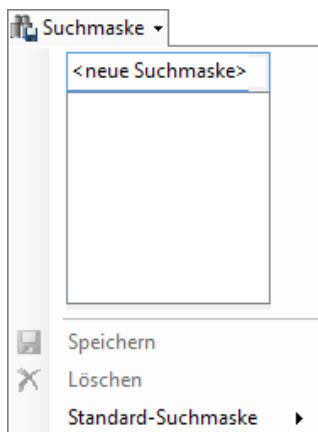 Suchmaske
<neue Suchmaske>
Speichern
Löschen
Standard-Suchmaske